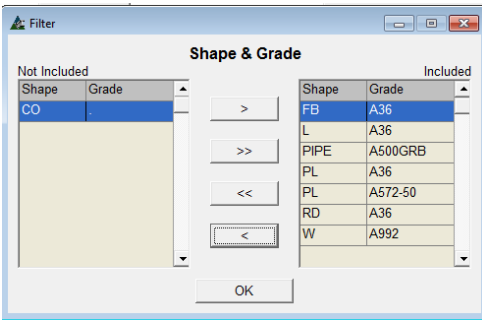 Filter
Shape & Grade
Not Included Included
Shape Grade Shape Grade
CO . > FB A36
L A36
>> PIPE A500GRB
PL A36
<< PL A572-50
RD A36
< W A992
OK